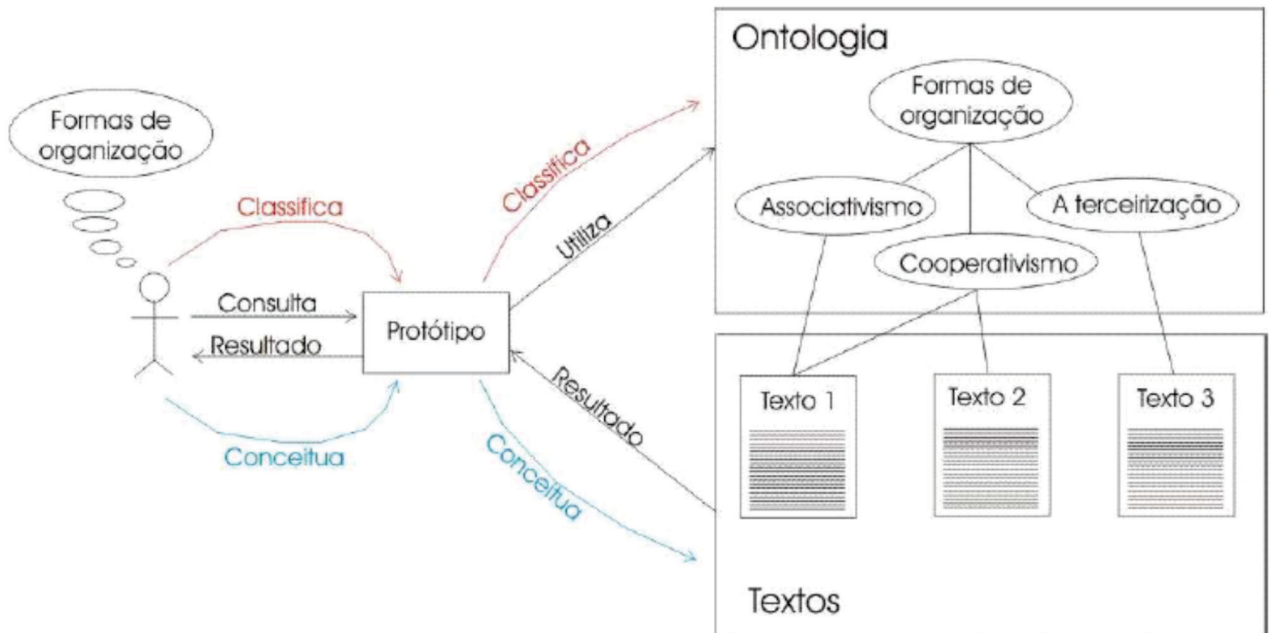 Formas de
organização
Classifica
Consulta
Resultado
Conceitua
Protótipo
Classifica
Utiliza
Resultado
Conceitua
Ontologia
Formas de
organização
Associativismo
A terceirização
Cooperativismo
Texto 1
Texto 2
Texto 3
Textos